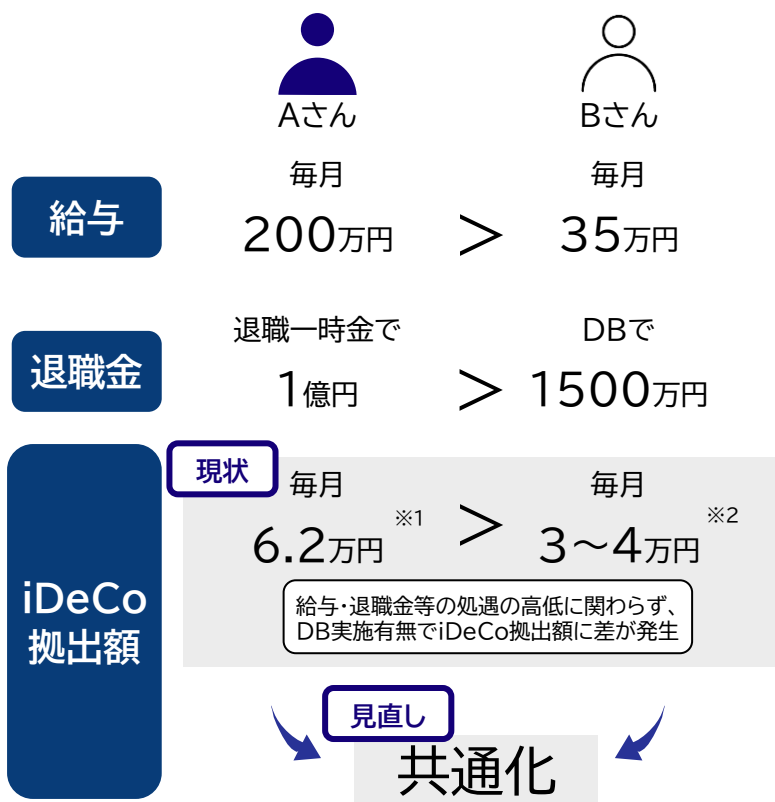 Aさん Bさん
毎月 毎月
給与 200万円 > 35万円
退職一時金で DBで
退職金 1億円 > 1500万円
現状
毎月 毎月
6.2万円 ※1 > 3～4万円 ※2
給与・退職金等の処遇の高低に関わらず、
DB実施有無でiDeCo拠出額に差が発生
iDeCo
拠出額
見直し
共通化